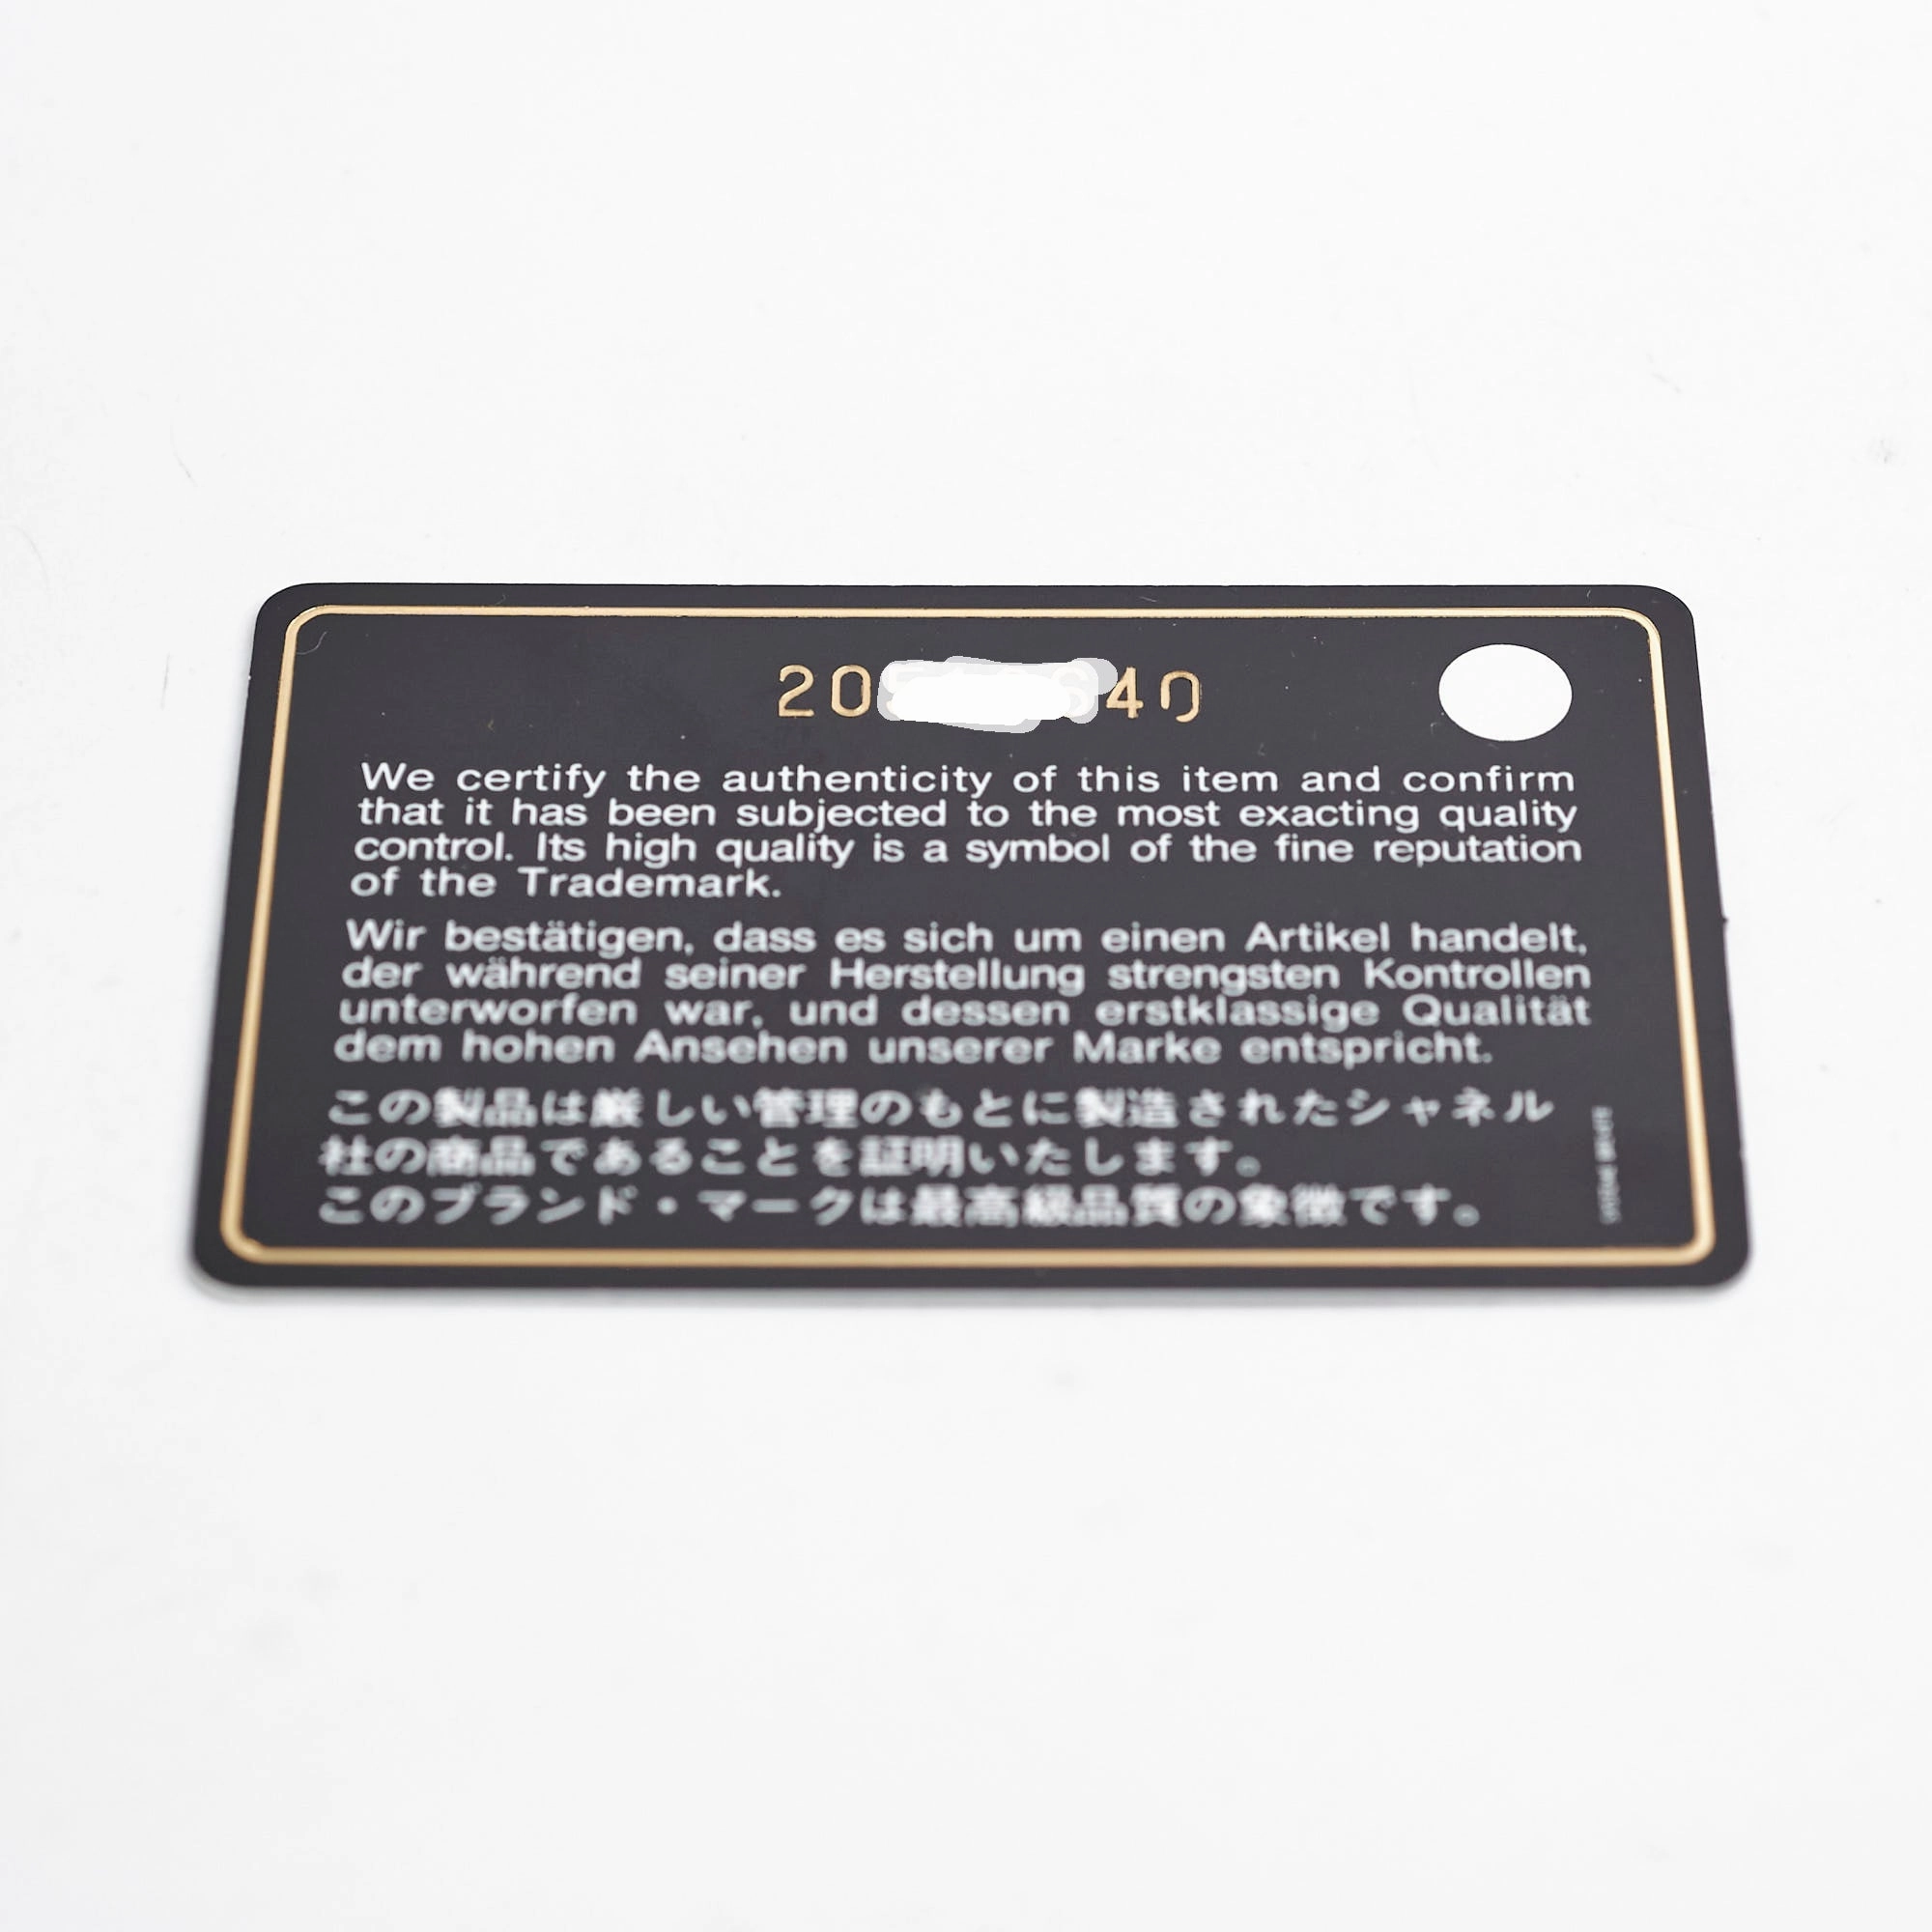 20 40
We certify the authenticity of this item and confirm
that it has been subjected to the most exacting quality
control. Its high quality is a symbol of the fine reputation
of the Trademark.
Wir bestätigen, dass es sich um einen Artikel handelt,
der während seiner Herstellung strengsten Kontrollen
unterworfen war, und dessen erstklassige Qualität
dem hohen Ansehen unserer Marke entspricht.
この製品は厳しい管理のもとに製造されたシャネル
社の商品であることを証明いたします。
このブランド・マークは最高級品質の象徴です。